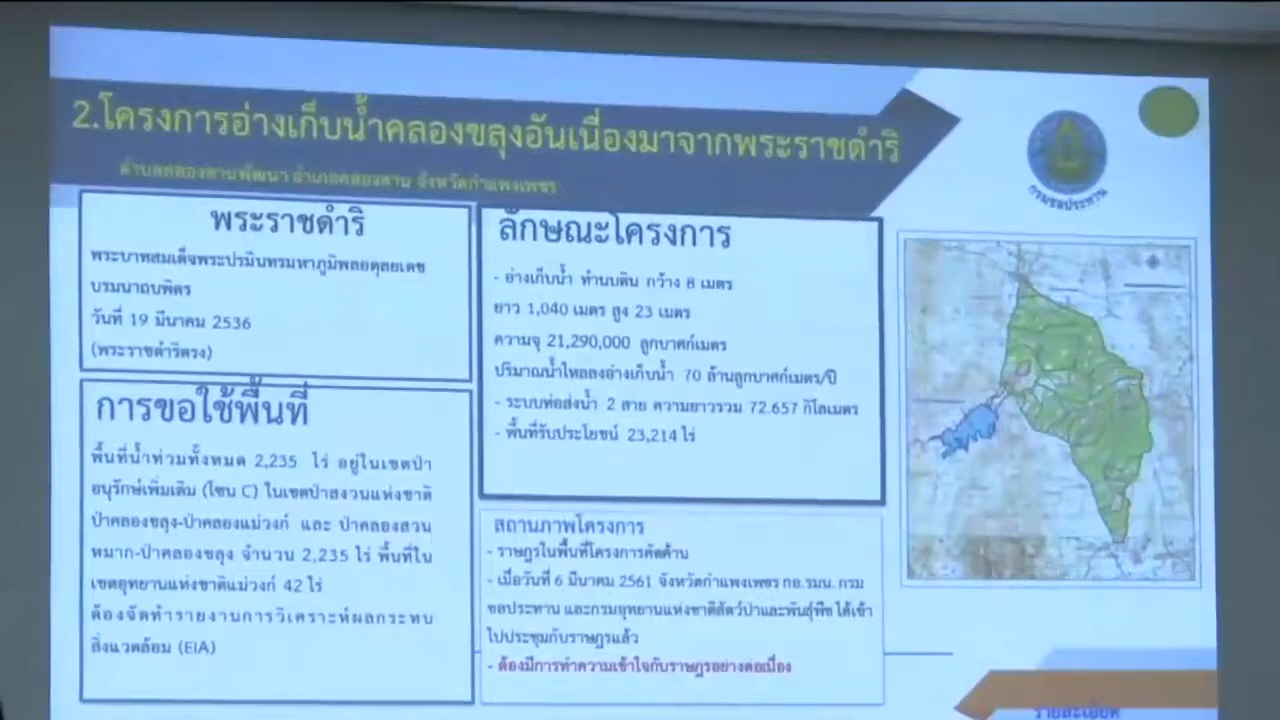 2.โครงการอ่างเก็บน้ำคลองขลุงอันเนื่องมาจากพระราชดำริ
ตำบลคลองลานพัฒนา อำเภอคลองลาน จังหวัดกำแพงเพชร
กรมชลประทาน
พระราชดำริ
พระบาทสมเด็จพระปรมินทรมหาภูมิพลอดุลยเดช
บรมนาถบพิตร
วันที่ 19 มีนาคม 2536
(พระราชดำริตรง)
การขอใช้พื้นที่
พื้นที่น้ำท่วมทั้งหมด 2,235 ไร่ อยู่ในเขตป่า
อนุรักษ์เพิ่มเติม (โซน C) ในเขตป่าสงวนแห่งชาติ
ป่าคลองขลุง-ป่าคลองแม่วงก์ และ ป่าคลองสวน
หมาก-ป่าคลองขลุง จำนวน 2,235 ไร่ พื้นที่ใน
เขตอุทยานแห่งชาติแม่วงก์ 42 ไร่
ต้องจัดทำรายงานการวิเคราะห์ผลกระทบ
สิ่งแวดล้อม (EIA)
ลักษณะโครงการ
- อ่างเก็บน้ำ ทำนบดิน กว้าง 8 เมตร
ยาว 1,040 เมตร สูง 23 เมตร
ความจุ 21,290,000 ลูกบาศก์เมตร
ปริมาณน้ำไหลลงอ่างเก็บน้ำ 70 ล้านลูกบาศก์เมตร/ปี
- ระบบท่อส่งน้ำ 2 สาย ความยาวรวม 72.657 กิโลเมตร
- พื้นที่รับประโยชน์ 23,214 ไร่
สถานภาพโครงการ
- ราษฎรในพื้นที่โครงการคัดค้าน
- เมื่อวันที่ 6 มีนาคม 2561 จังหวัดกำแพงเพชร กอ.รมน. กรม
ชลประทาน และกรมอุทยานแห่งชาติสัตว์ป่าและพันธุ์พืช ได้เข้า
ไปประชุมกับราษฎรแล้ว
- ต้องมีการทำความเข้าใจกับราษฎรอย่างต่อเนื่อง
รายละเอียด